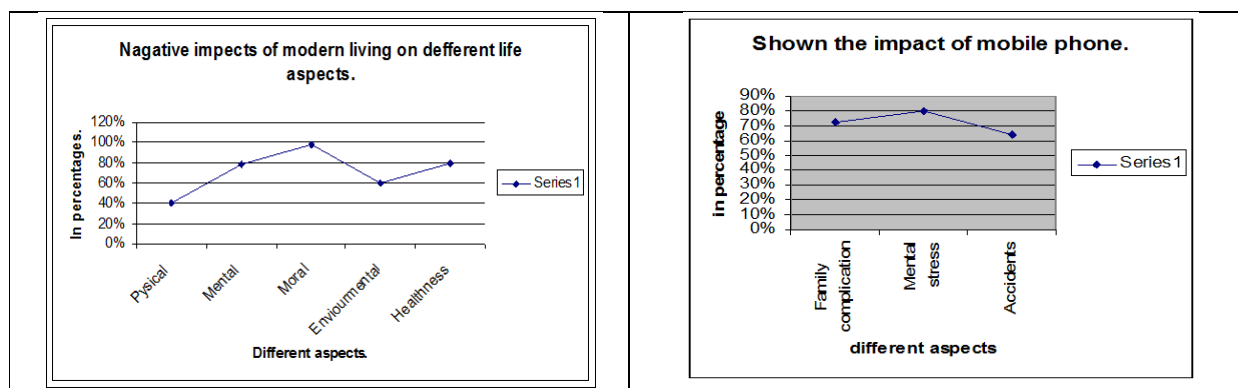 Nagative impacts of modern living on defferent life
aspects.
In percentages.
120%
100%
80%
60%
40%
20%
0%
Pysical
Mental
Moral
Enviourmental
Healthness
Different aspects.
Series1
Shown the impact of mobile phone.
in percentage
90%
80%
70%
60%
50%
40%
30%
20%
10%
0%
Family
complication
Mental
stress
Accidents
different aspects
Series1